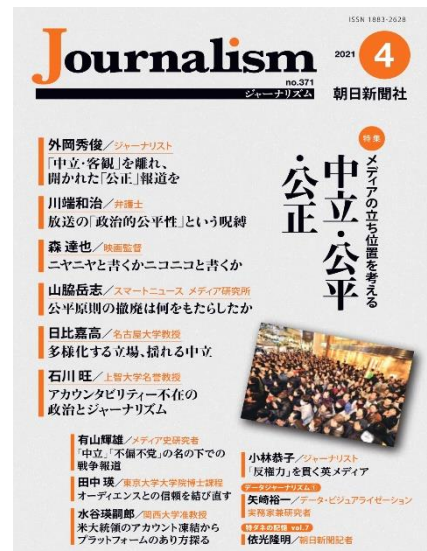 ISSN 1883-2628
Journalism
no.371
ジャーナリズム
2021
4
朝日新聞社
特集
メディアの立ち位置を考える
中立・公平
・公正
外岡秀俊/ジャーナリスト
「中立・客観」を離れ、
開かれた「公正」報道を
川端和治/弁護士
放送の「政治的公平性」という呪縛
森 達也/映画監督
ニヤニヤと書くかニコニコと書くか
山脇岳志/スマートニュース メディア研究所
公平原則の撤廃は何をもたらしたか
日比嘉高/名古屋大学教授
多様化する立場、揺れる中立
石川 旺/上智大学名誉教授
アカウンタビリティー不在の
政治とジャーナリズム
有山輝雄/メディア史研究者
「中立」「不偏不党」の名の下での
戦争報道
田中 瑛/東京大学大学院博士課程
オーディエンスとの信頼を結び直す
水谷瑛嗣郎/関西大学准教授
米大統領のアカウント凍結から
プラットフォームのあり方探る
小林恭子/ジャーナリスト
「反権力」を貫く英メディア
データジャーナリズム①
矢崎裕一/データ・ビジュアライゼーション
実務家兼研究者
特ダネの記憶 vol.7
依光隆明/朝日新聞記者